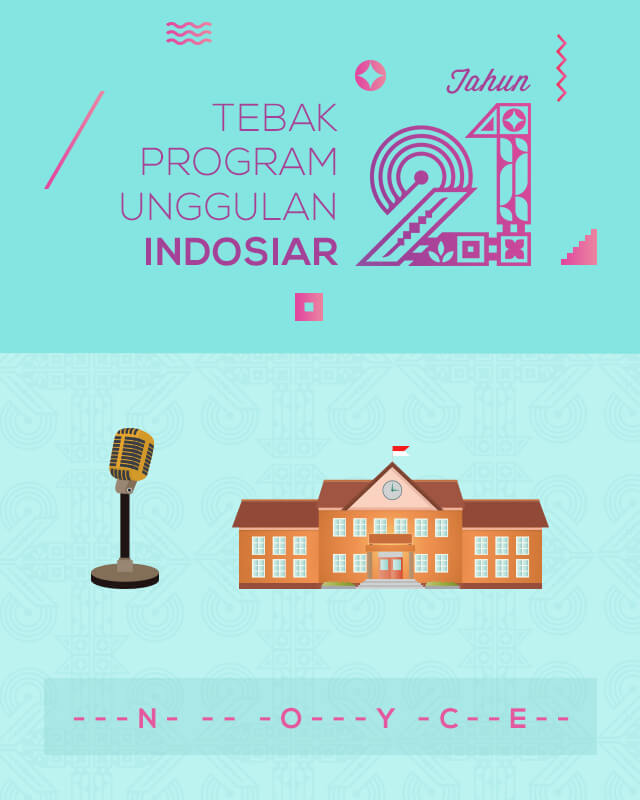 Tahun
TEBAK
PROGRAM
UNGGULAN
INDOSIAR
21
---N- -- -O---Y -C--E--